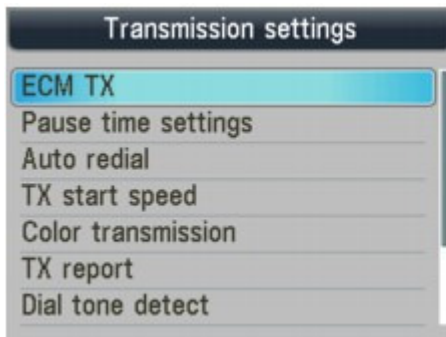 Transmission settings
ECM TX
Pause time settings
Auto redial
TX start speed
Color transmission
TX report
Dial tone detect